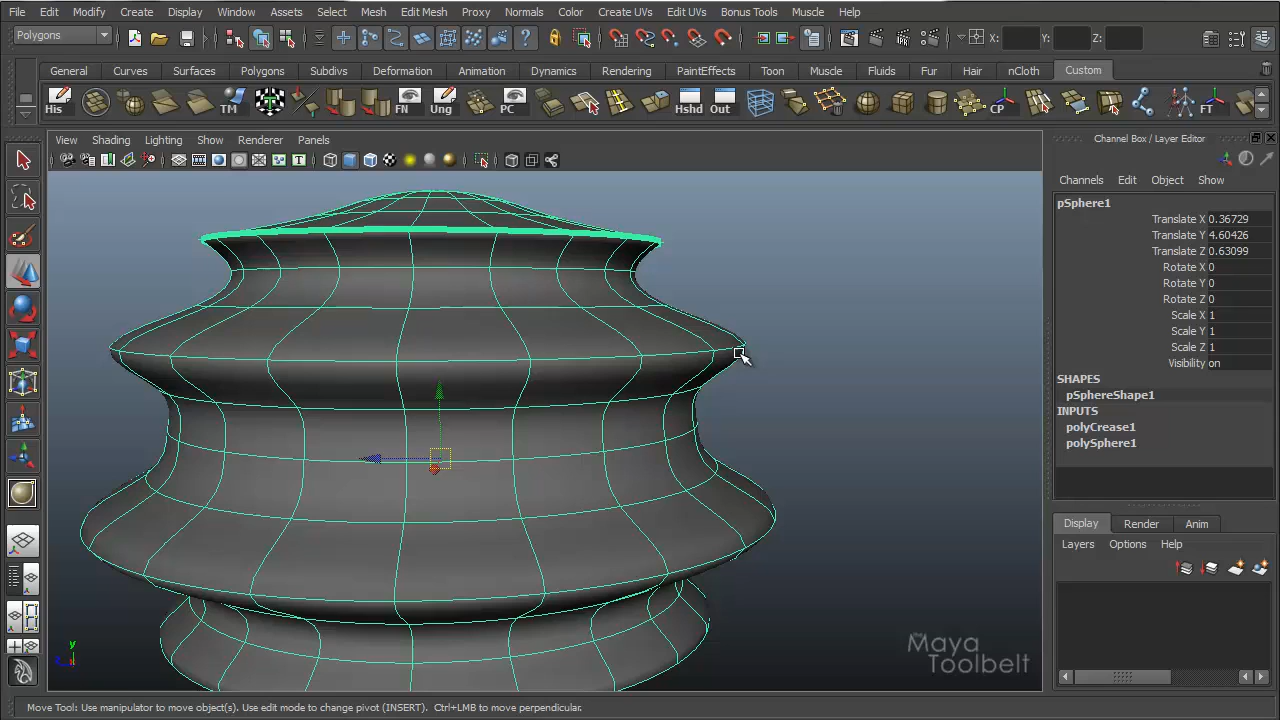 File Edit Modify Create Display Window Assets Select Mesh Edit Mesh Proxy Normals Color Create UVs Edit UVs Bonus Tools Muscle Help
Polygons X: Y: Z:
General Curves Surfaces Polygons Subdivs Deformation Animation Dynamics Rendering PaintEffects Toon Muscle Fluids Fur Hair nCloth Custom
His TM FN Ung PC Hshd Out CP FT
View Shading Lighting Show Renderer Panels
Channel Box / Layer Editor
Channels Edit Object Show
pSphere1
Translate X 0.36729
Translate Y 4.60426
Translate Z 0.63099
Rotate X 0
Rotate Y 0
Rotate Z 0
Scale X 1
Scale Y 1
Scale Z 1
Visibility on
SHAPES
pSphereShape1
INPUTS
polyCrease1
polySphere1
Display Render Anim
Layers Options Help
y
The Maya
Toolbelt
Move Tool: Use manipulator to move object(s). Use edit mode to change pivot (INSERT). Ctrl+LMB to move perpendicular.